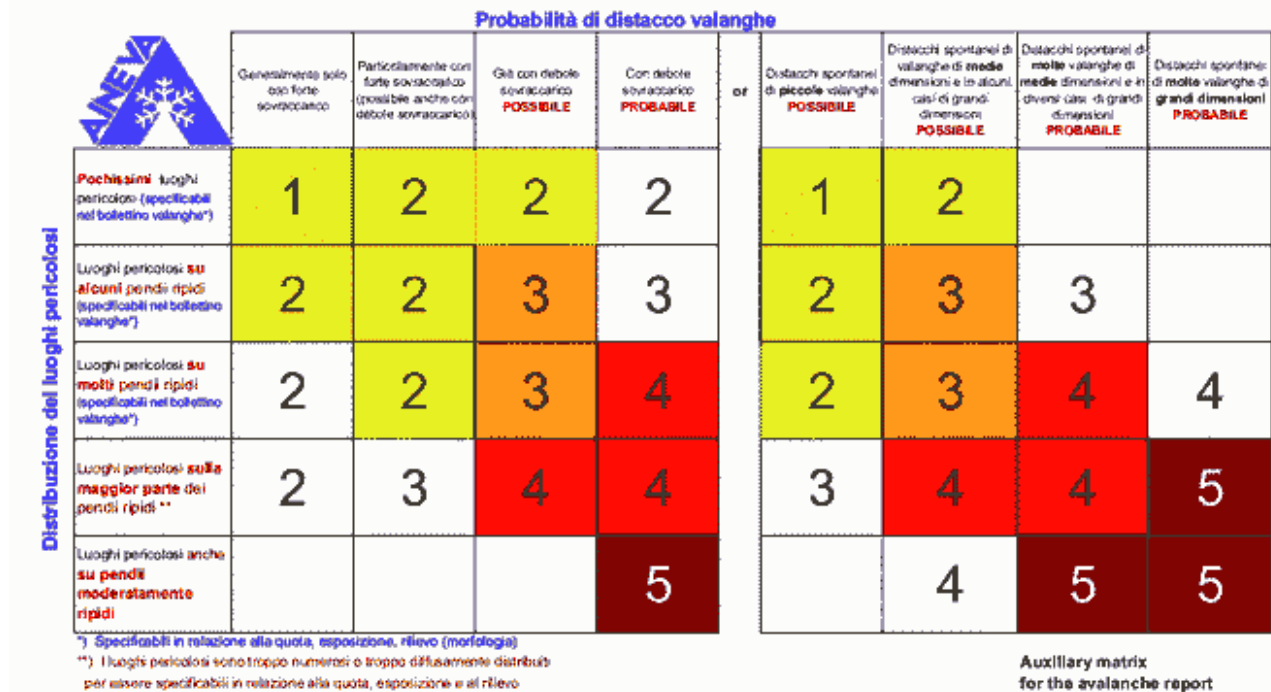 Probabilità di distacco valanghe
AINEVA
Generalmente solo
con forte
sovraccarico
Particolarmente con
forte sovraccarico
(possibile anche con
debole sovraccarico)
Già con debole
sovraccarico
POSSIBILE
Con debole
sovraccarico
PROBABILE
or
Distacchi spontanei
di piccole valanghe
POSSIBILE
Distacchi spontanei di
valanghe di medie
dimensioni e in alcuni
casi di grandi
dimensioni
POSSIBILE
Distacchi spontanei di
molte valanghe di
medie dimensioni e in
diversi casi di grandi
dimensioni
PROBABILE
Distacchi spontanei
di molte valanghe di
grandi dimensioni
PROBABILE
Distribuzione dei luoghi pericolosi
Pochissimi luoghi
pericolosi (specificabili
nel bollettino valanghe*)
1 2 2 2 1 2
Luoghi pericolosi su
alcuni pendii ripidi
(specificabili nel bollettino
valanghe*)
2 2 3 3 2 3 3
Luoghi pericolosi su
molti pendii ripidi
(specificabili nel bollettino
valanghe*)
2 2 3 4 2 3 4 4
Luoghi pericolosi sulla
maggior parte dei
pendii ripidi **
2 3 4 4 3 4 4 5
Luoghi pericolosi anche
su pendii
moderatamente
ripidi
5 4 5 5
*) Specificabili in relazione alla quota, esposizione, rilievo (morfologia)
**) I luoghi pericolosi sono troppo numerosi o troppo diffusamente distribuiti
per essere specificabili in relazione alla quota, esposizione e al rilievo
Auxiliary matrix
for the avalanche report